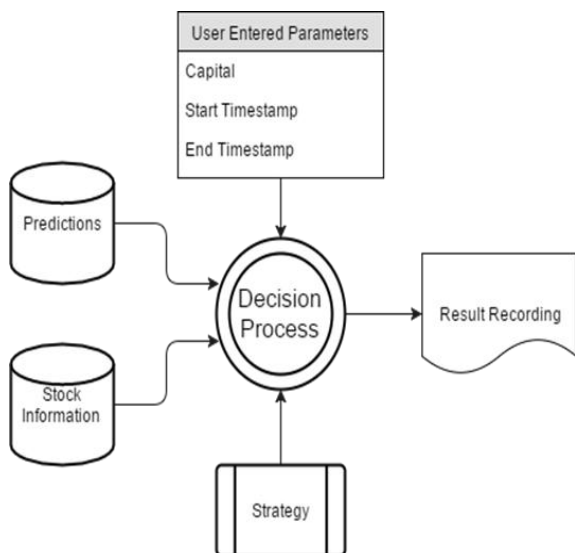 User Entered Parameters
Capital
Start Timestamp
End Timestamp
Predictions
Decision
Process
Result Recording
Stock
Information
Strategy